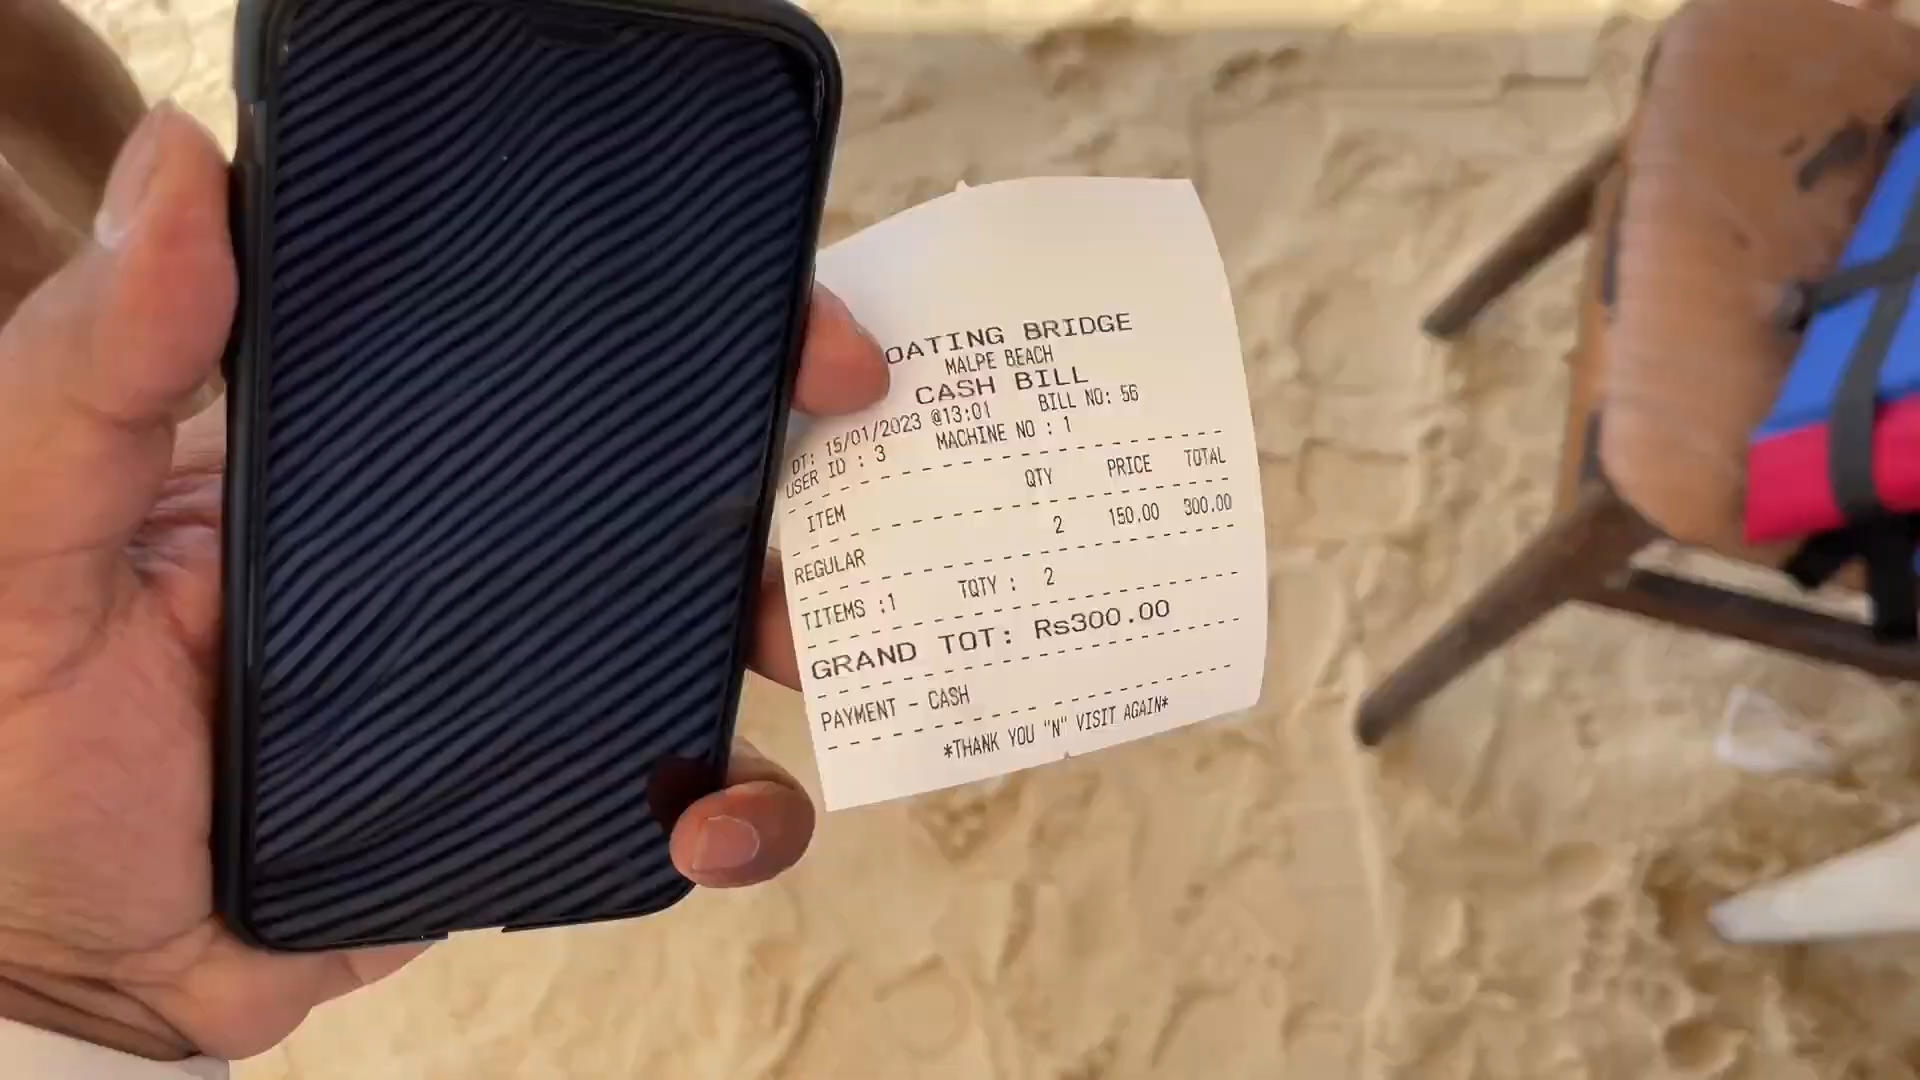 OATING BRIDGE
MALPE BEACH
CASH BILL
DT: 15/01/2023 @13:01 BILL NO: 56
USER ID : 3 MACHINE NO : 1
ITEM QTY PRICE TOTAL
REGULAR 2 150.00 300.00
TITEMS :1 TQTY : 2
GRAND TOT: Rs300.00
PAYMENT - CASH
*THANK YOU "N" VISIT AGAIN*